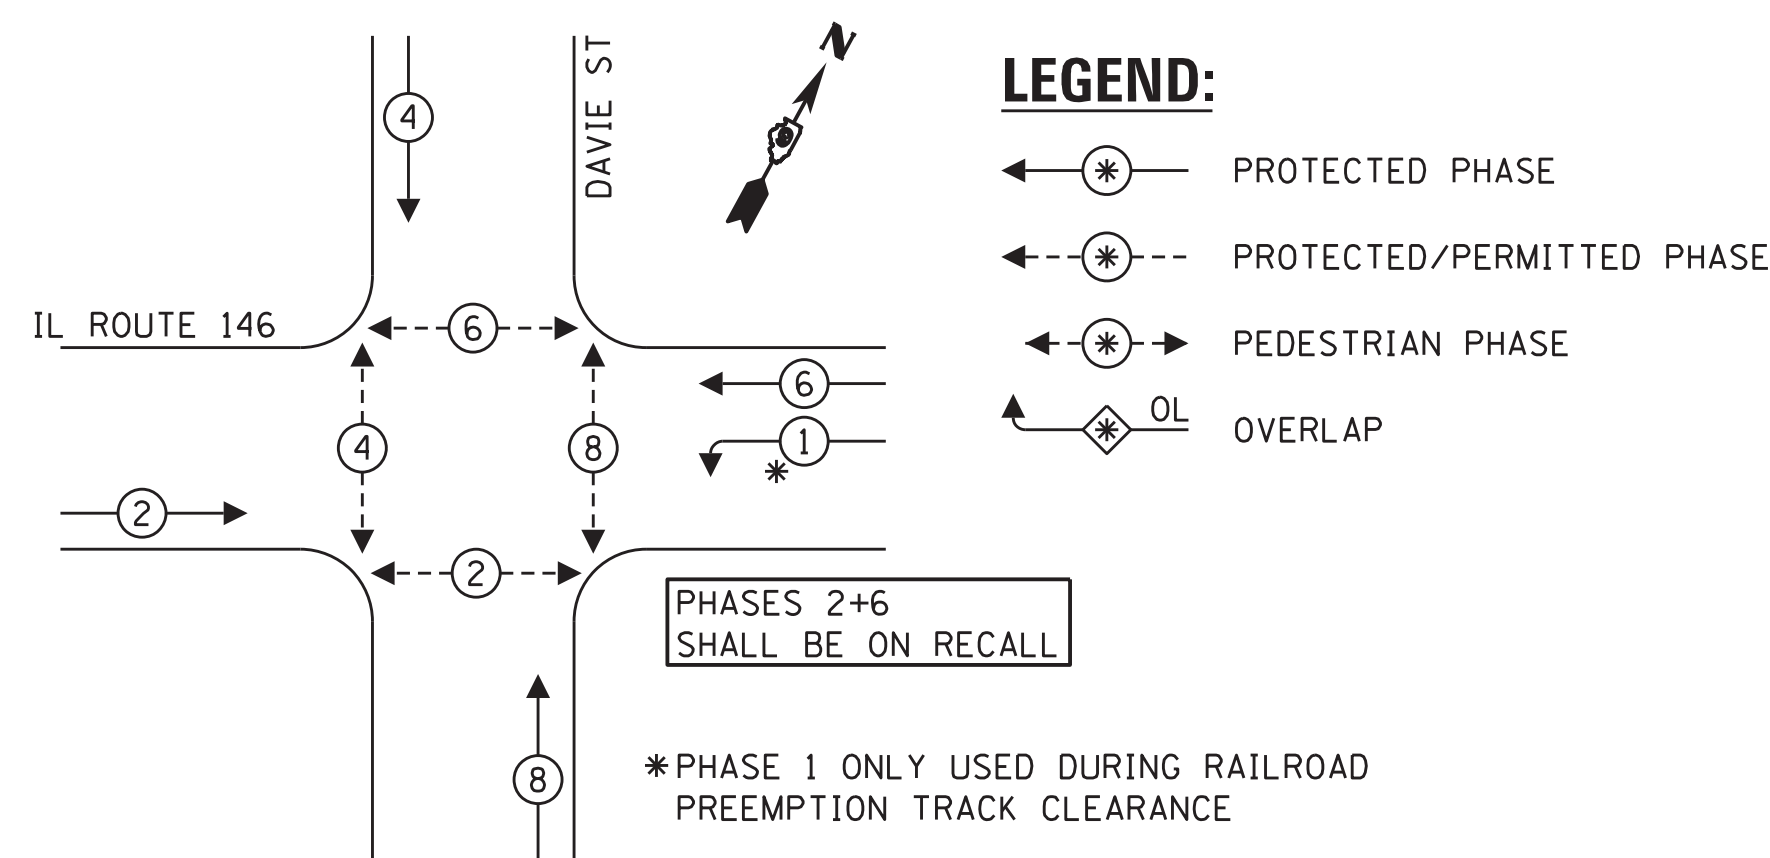 N
DAVIE ST
4
IL ROUTE 146
6
6
4
8
1
*
2
2
PHASES 2+6
SHALL BE ON RECALL
8
*PHASE 1 ONLY USED DURING RAILROAD
PREEMPTION TRACK CLEARANCE
LEGEND:
* PROTECTED PHASE
* PROTECTED/PERMITTED PHASE
* PEDESTRIAN PHASE
* OL OVERLAP